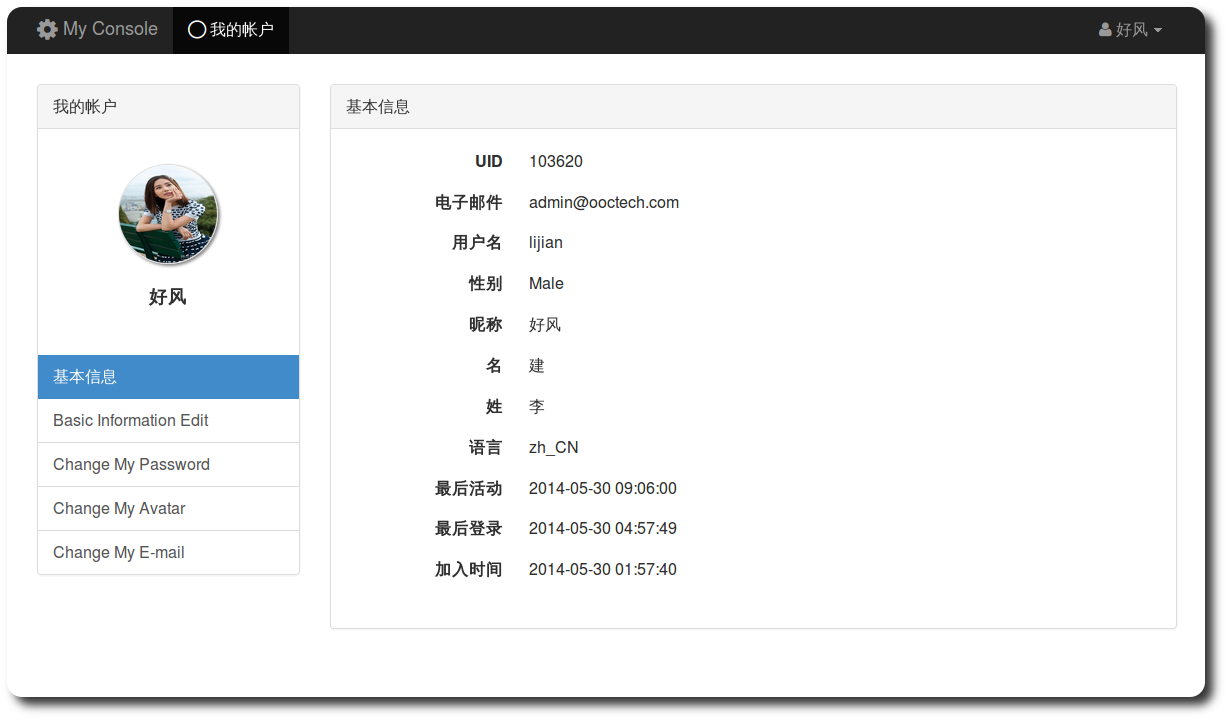 My Console 我的帐户 好风
我的帐户
好风
基本信息
Basic Information Edit
Change My Password
Change My Avatar
Change My E-mail
基本信息
UID 103620
电子邮件 admin@ooctech.com
用户名 lijian
性别 Male
昵称 好风
名 建
姓 李
语言 zh_CN
最后活动 2014-05-30 09:06:00
最后登录 2014-05-30 04:57:49
加入时间 2014-05-30 01:57:40